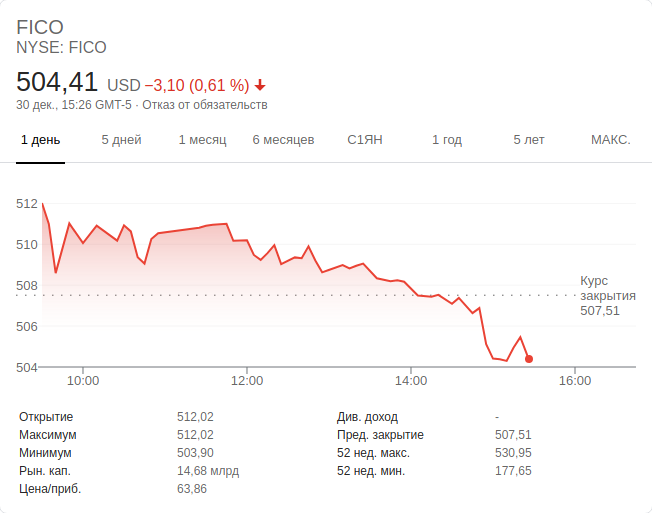 FICO
NYSE: FICO
504,41 USD −3,10 (0,61 %)
30 дек., 15:26 GMT-5 · Отказ от обязательств
1 день 5 дней 1 месяц 6 месяцев С1ЯН 1 год 5 лет МАКС.
512
510
508
506
504
Курс
закрытия
507,51
10:00 12:00 14:00 16:00
Открытие 512,02 Див. доход -
Максимум 512,02 Пред. закрытие 507,51
Минимум 503,90 52 нед. макс. 530,95
Рын. кап. 14,68 млрд 52 нед. мин. 177,65
Цена/приб. 63,86